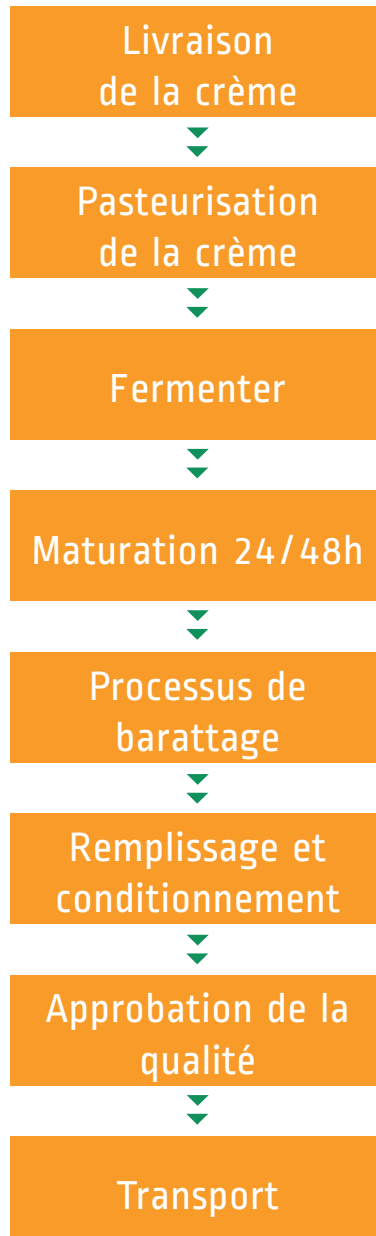 Livraison
de la crème
Pasteurisation
de la crème
Fermenter
Maturation 24/48h
Processus de
barattage
Remplissage et
conditionnement
Approbation de la
qualité
Transport